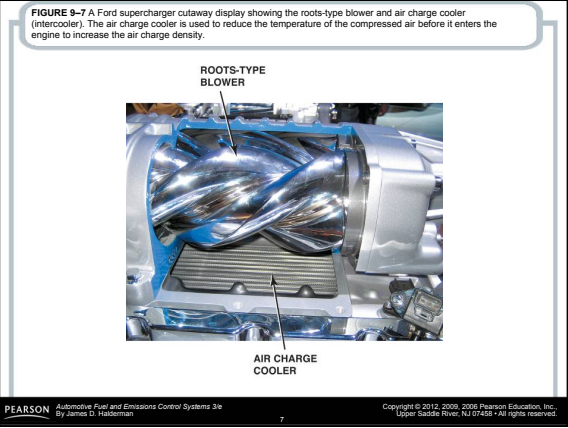 FIGURE 9–7 A Ford supercharger cutaway display showing the roots-type blower and air charge cooler
(intercooler). The air charge cooler is used to reduce the temperature of the compressed air before it enters the
engine to increase the air charge density.
ROOTS-TYPE
BLOWER
AIR CHARGE
COOLER
PEARSON
Automotive Fuel and Emissions Control Systems 3/e
By James D. Halderman
7
Copyright © 2012, 2009, 2006 Pearson Education, Inc.,
Upper Saddle River, NJ 07458 • All rights reserved.